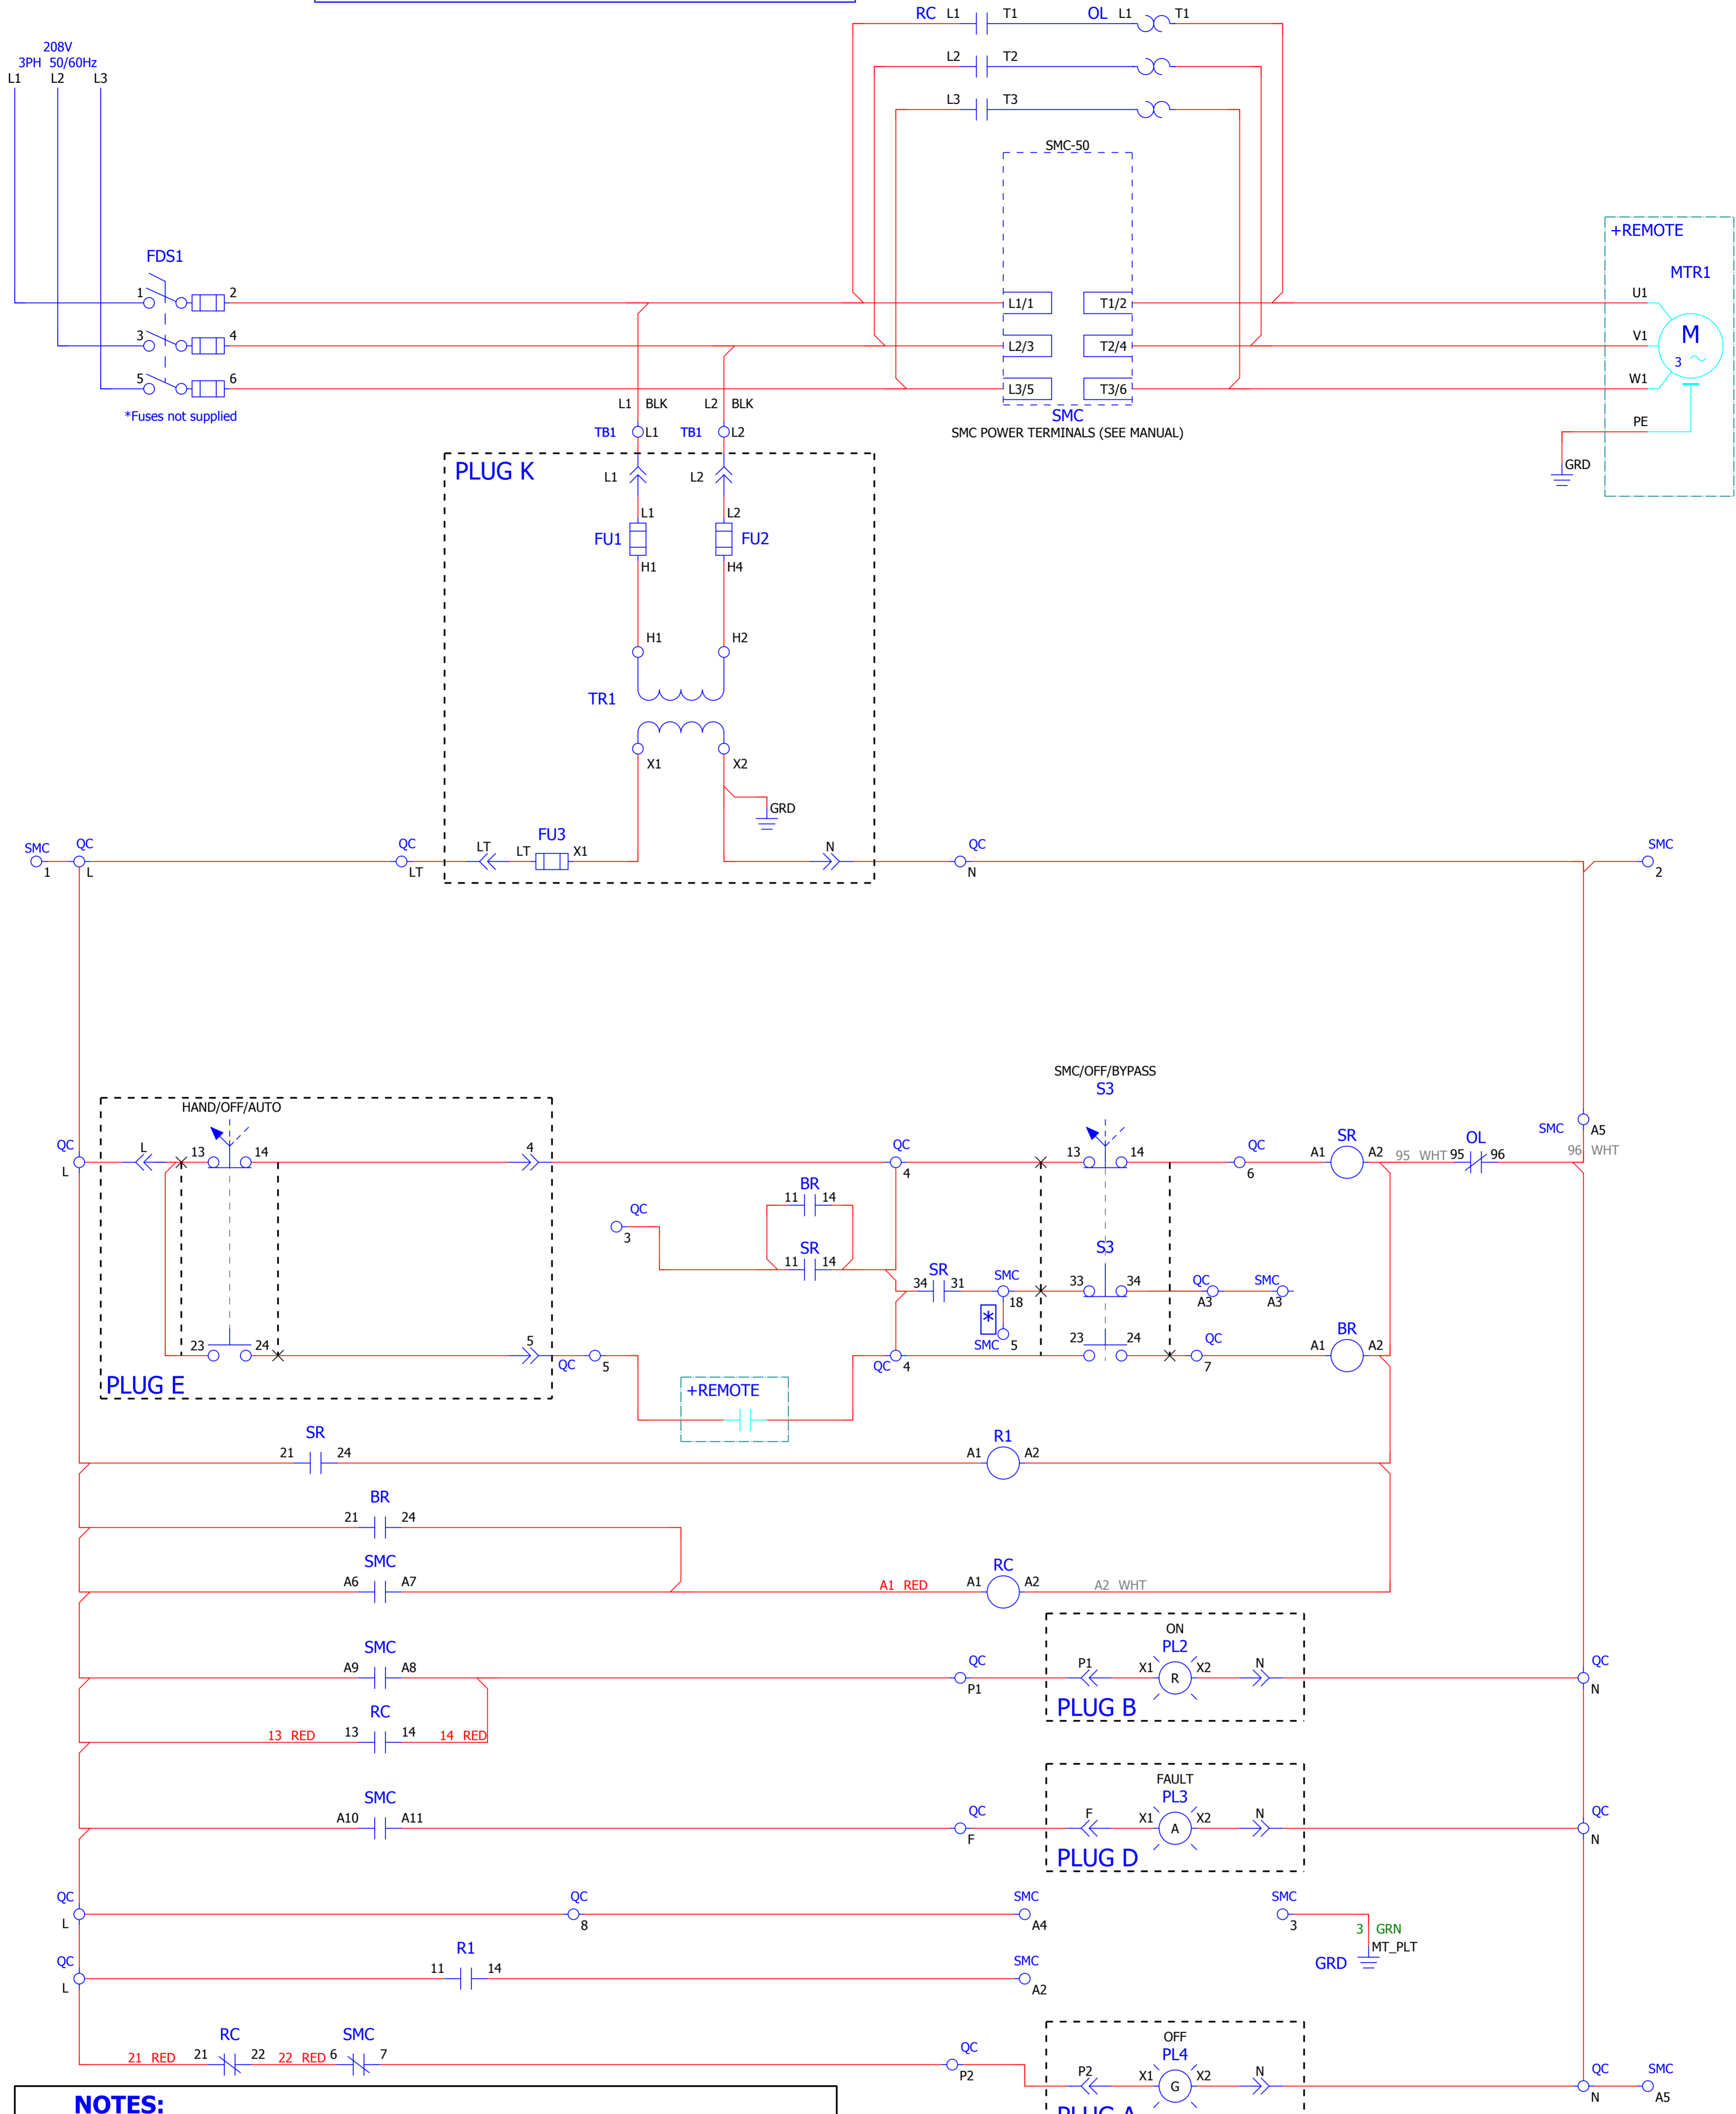 RC L1 T1 OL L1 T1
L2 T2
L3 T3
208V
3PH 50/60Hz
L1 L2 L3
SMC-50
FDS1
1 2
3 4
5 6
*Fuses not supplied
L1/1 T1/2
L2/3 T2/4
L3/5 T3/6
SMC
SMC POWER TERMINALS (SEE MANUAL)
+REMOTE
MTR1
U1
V1
W1
PE
M
3
GRD
L1 BLK L2 BLK
TB1 L1 TB1 L2
PLUG K
L1 L2
L1 L2
FU1 FU2
H1 H4
H1 H2
TR1
X1 X2
GRD
FU3
LT LT X1 N
SMC QC QC QC SMC
1 L LT N 2
SMC/OFF/BYPASS
S3
HAND/OFF/AUTO
QC L 13 14 4 QC 13 14 QC
L 4 6
SR
A1 A2
95 WHT 95 OL 96
SMC A5
96 WHT
BR
11 14
QC
3
SR
11 14
SR
34 31
SMC
18
*
SMC 5
S3
33 34
QC
A3
SMC
A3
23 24 5
QC 5
QC 4
23 24
QC
7
BR
A1 A2
PLUG E
+REMOTE
SR
21 24
R1
A1 A2
BR
21 24
SMC
A6 A7
A1 RED
RC
A1 A2
A2 WHT
SMC
A9 A8
QC
P1
ON
PL2
P1 X1 R X2 N
PLUG B
QC
N
RC
13 RED 13 14 14 RED
SMC
A10 A11
QC
F
FAULT
PL3
F X1 A X2 N
PLUG D
QC
N
QC
L
QC
8
SMC
A4
SMC
3
3 GRN
MT_PLT
GRD
QC
L
R1
11 14
SMC
A2
RC SMC
21 RED 21 22 22 RED 6 7
QC
P2
OFF
PL4
P2 X1 G X2 N
PLUG A
QC SMC
N A5
NOTES: